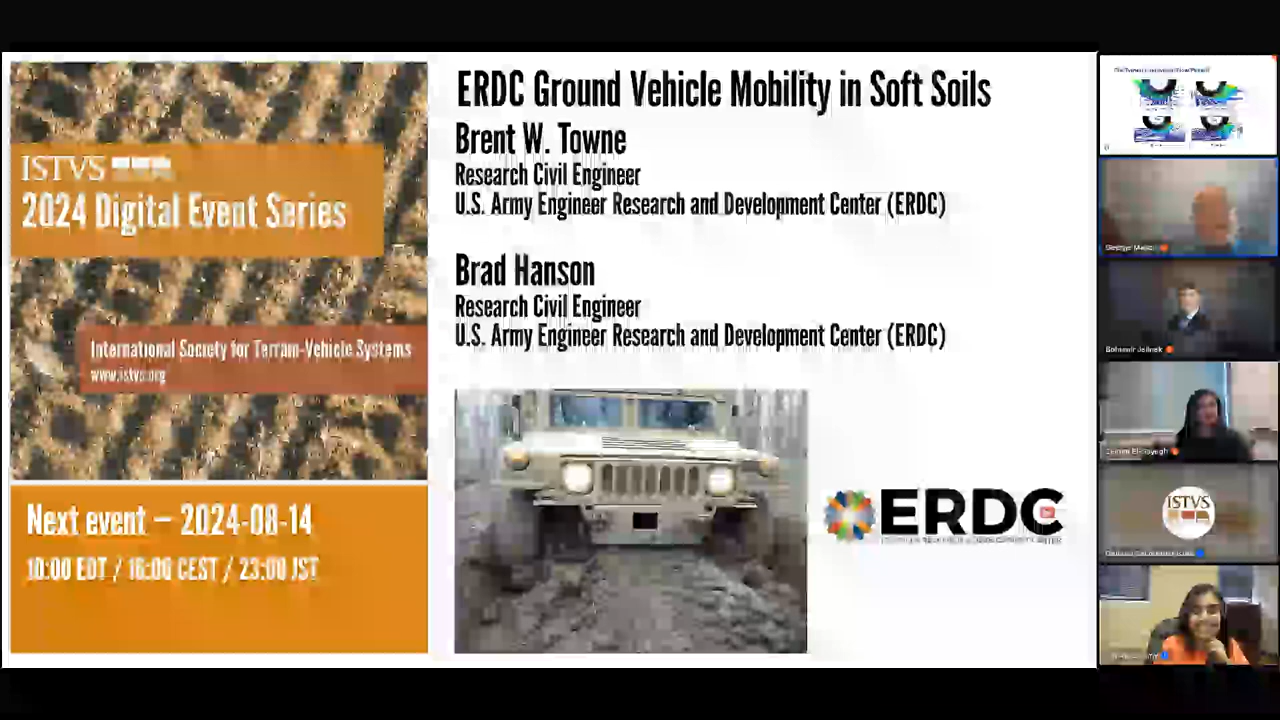 ISTVS
2024 Digital Event Series
International Society for Terrain-Vehicle Systems
www.istvs.org
Next event – 2024-08-14
10:00 EDT / 16:00 CEST / 23:00 JST
ERDC Ground Vehicle Mobility in Soft Soils
Brent W. Towne
Research Civil Engineer
U.S. Army Engineer Research and Development Center (ERDC)
Brad Hanson
Research Civil Engineer
U.S. Army Engineer Research and Development Center (ERDC)
ERDC
ISTVS